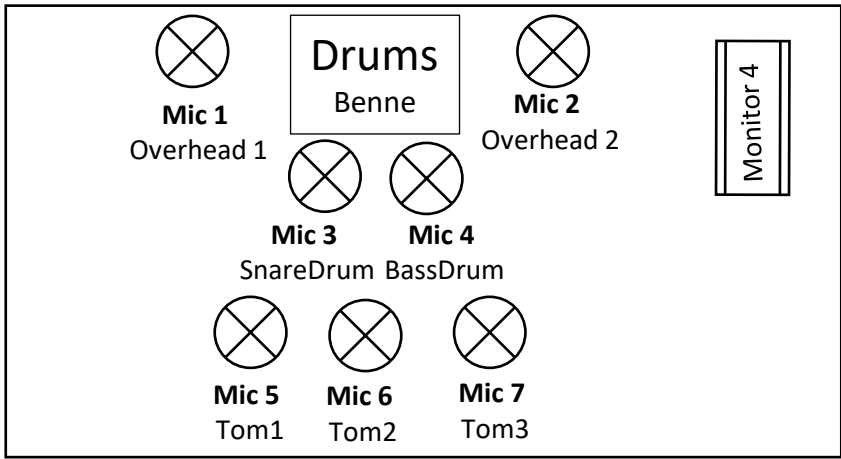 Drums
Benne
Mic 1
Overhead 1
Mic 2
Overhead 2
Monitor 4
Mic 3
SnareDrum
Mic 4
BassDrum
Mic 5
Tom1
Mic 6
Tom2
Mic 7
Tom3